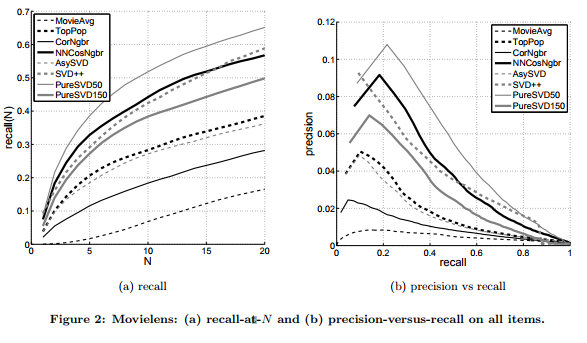 0.7
0.6
0.5
0.4
0.3
0.2
0.1
0
0
5
10
15
20
recall(N)
N
MovieAvg
TopPop
CorNgbr
NNCosNgbr
AsySVD
SVD++
PureSVD50
PureSVD150
(a) recall
0.12
0.1
0.08
0.06
0.04
0.02
0
0
0.2
0.4
0.6
0.8
1
precision
recall
MovieAvg
TopPop
CorNgbr
NNCosNgbr
AsySVD
SVD++
PureSVD50
PureSVD150
(b) precision vs recall
Figure 2: Movielens: (a) recall-at-N and (b) precision-versus-recall on all items.